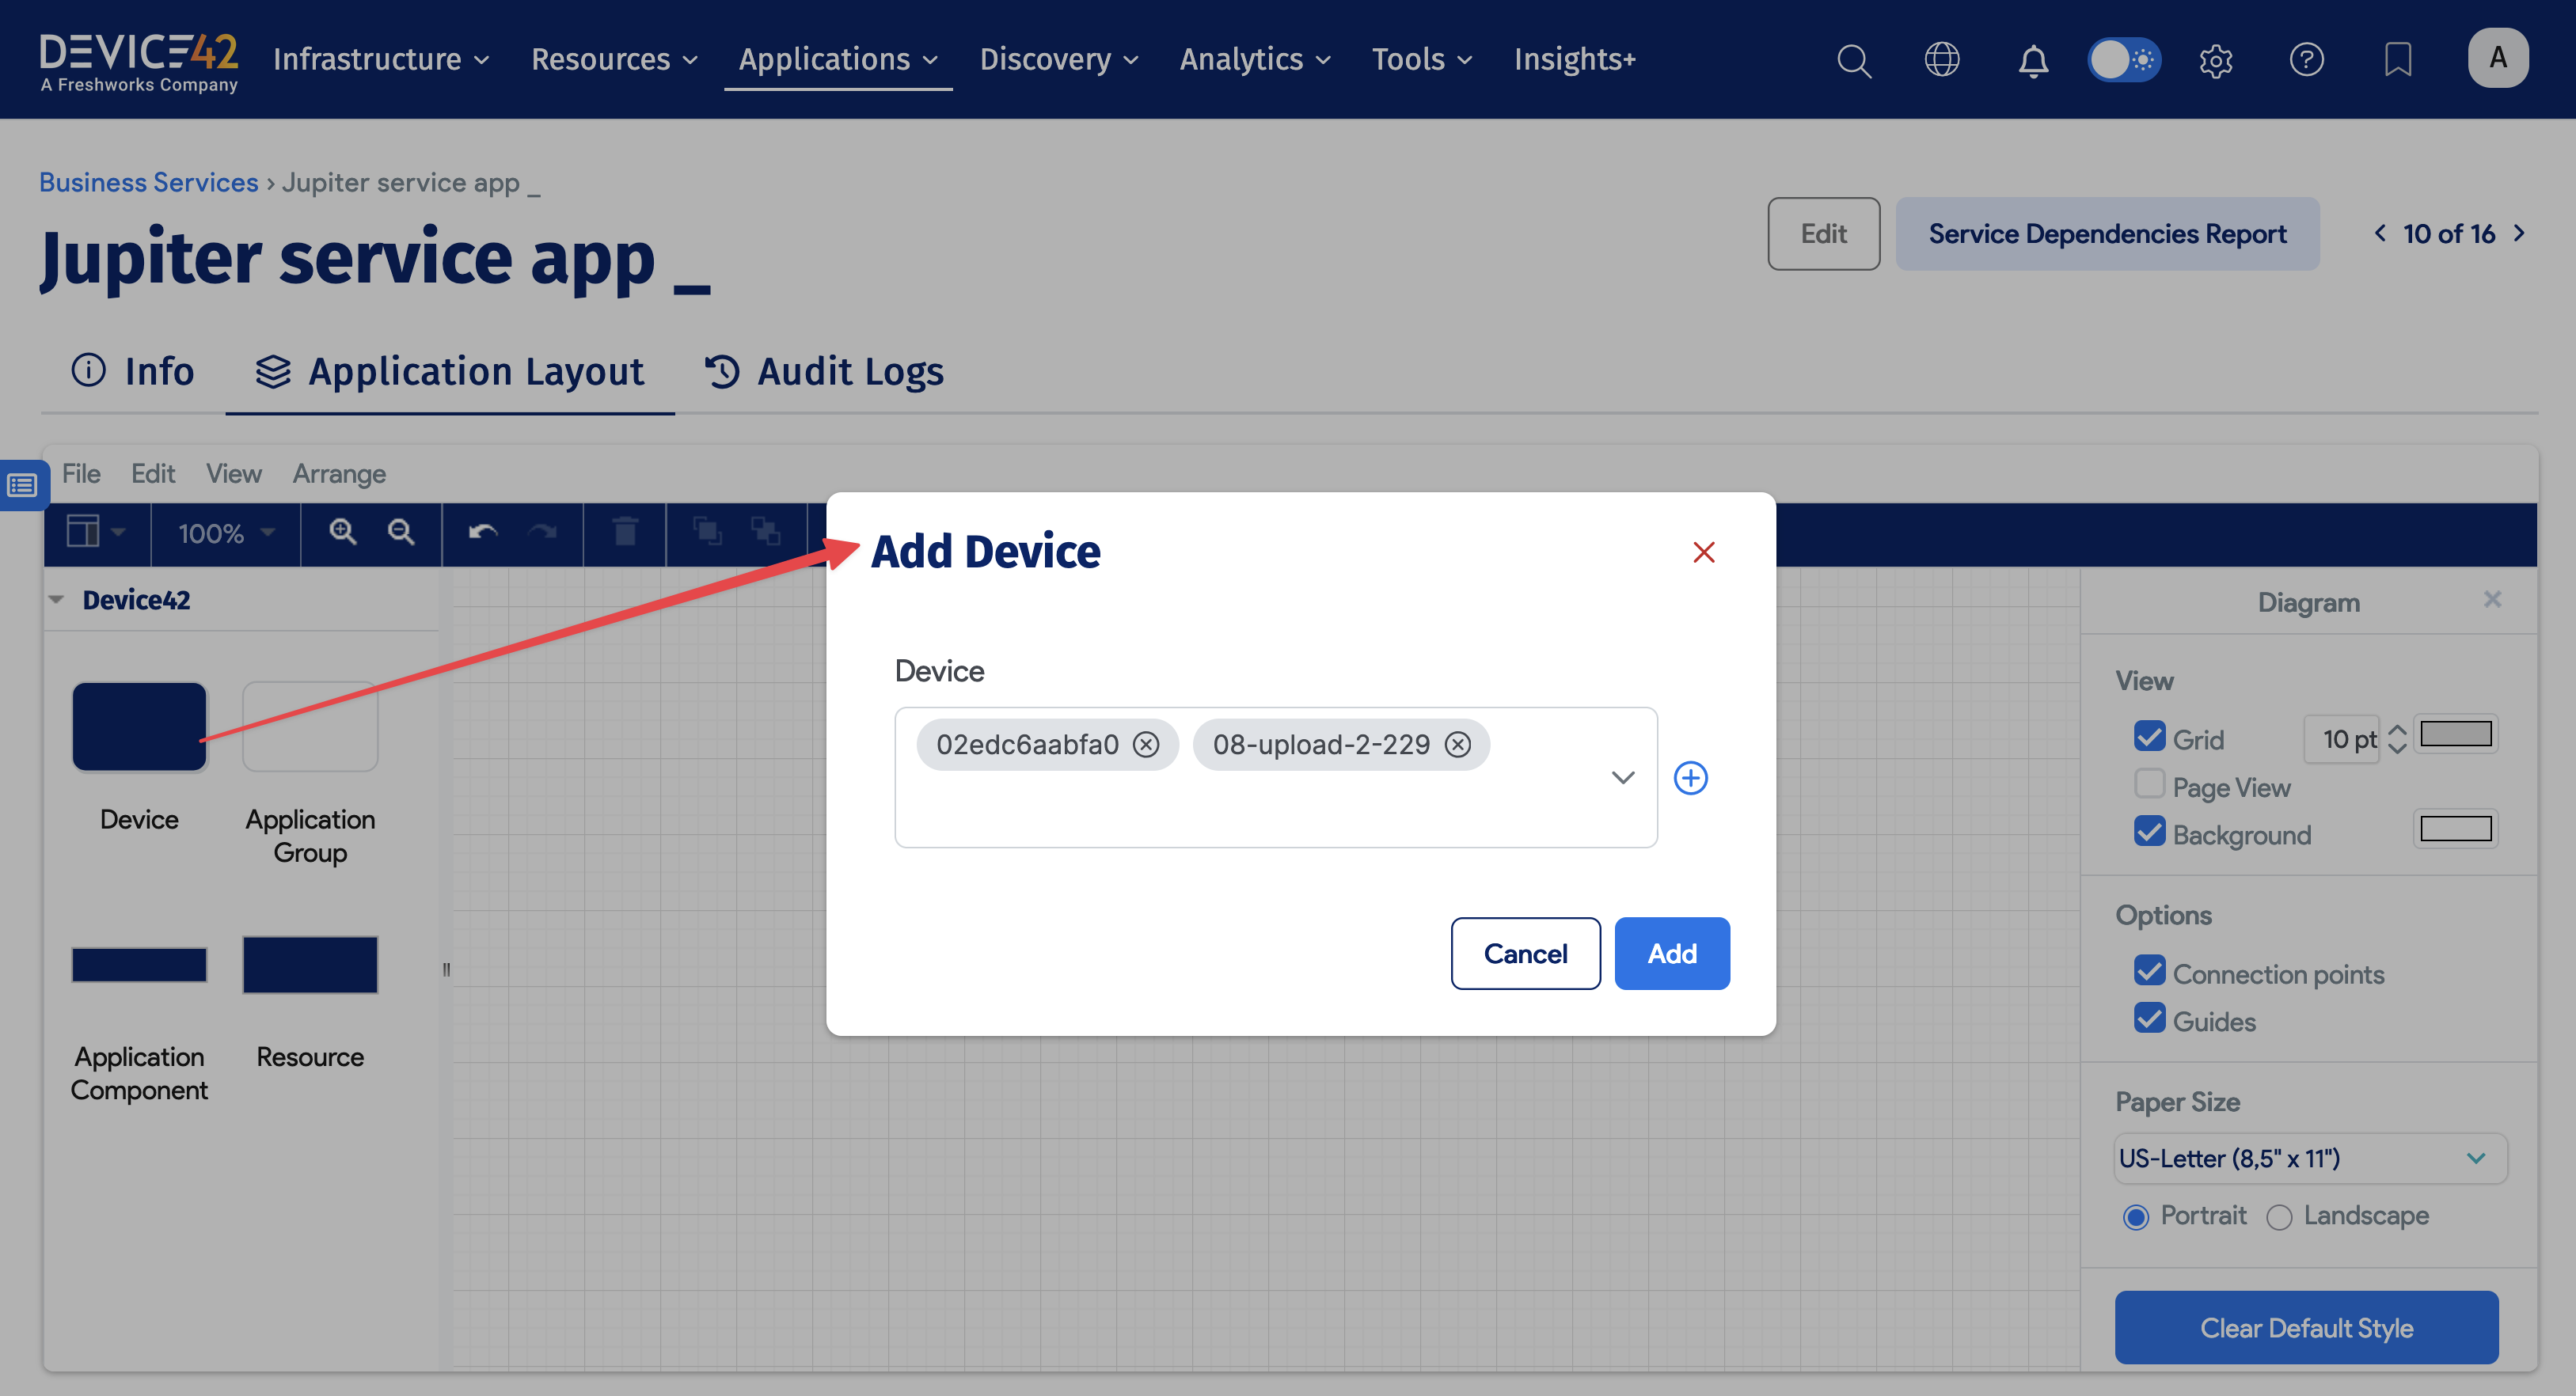 DEVICE42
A Freshworks Company
Infrastructure
Resources
Applications
Discovery
Analytics
Tools
Insights+
A
Business Services › Jupiter service app _
Jupiter service app _
Edit
Service Dependencies Report
10 of 16
Info
Application Layout
Audit Logs
File
Edit
View
Arrange
100%
Device42
Device
Application
Group
Application
Component
Resource
Add Device
Device
02edc6aabfa0
08-upload-2-229
Cancel
Add
Diagram
View
Grid
10 pt
Page View
Background
Options
Connection points
Guides
Paper Size
US-Letter (8,5" x 11")
Portrait
Landscape
Clear Default Style